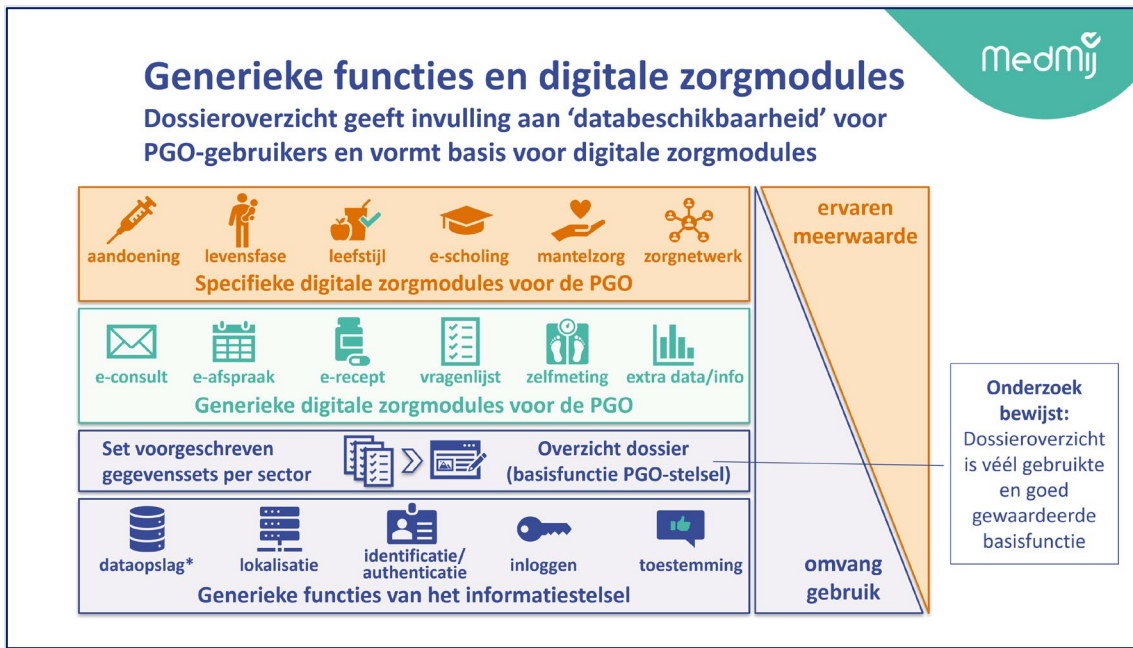 MedMij
Generieke functies en digitale zorgmodules
Dossieroverzicht geeft invulling aan ‘databeschikbaarheid’ voor
PGO-gebruikers en vormt basis voor digitale zorgmodules
aandoening
levensfase
leefstijl
e-scholing
mantelzorg
zorgnetwerk
Specifieke digitale zorgmodules voor de PGO
e-consult
e-afspraak
e-recept
vragenlijst
zelfmeting
extra data/info
Generieke digitale zorgmodules voor de PGO
Set voorgeschreven
gegevenssets per sector
Overzicht dossier
(basisfunctie PGO-stelsel)
dataopslag*
lokalisatie
identificatie/
authenticatie
inloggen
toestemming
Generieke functies van het informatiestelsel
ervaren
meerwaarde
omvang
gebruik
Onderzoek
bewijst:
Dossieroverzicht
is véél gebruikte
en goed
gewaardeerde
basisfunctie